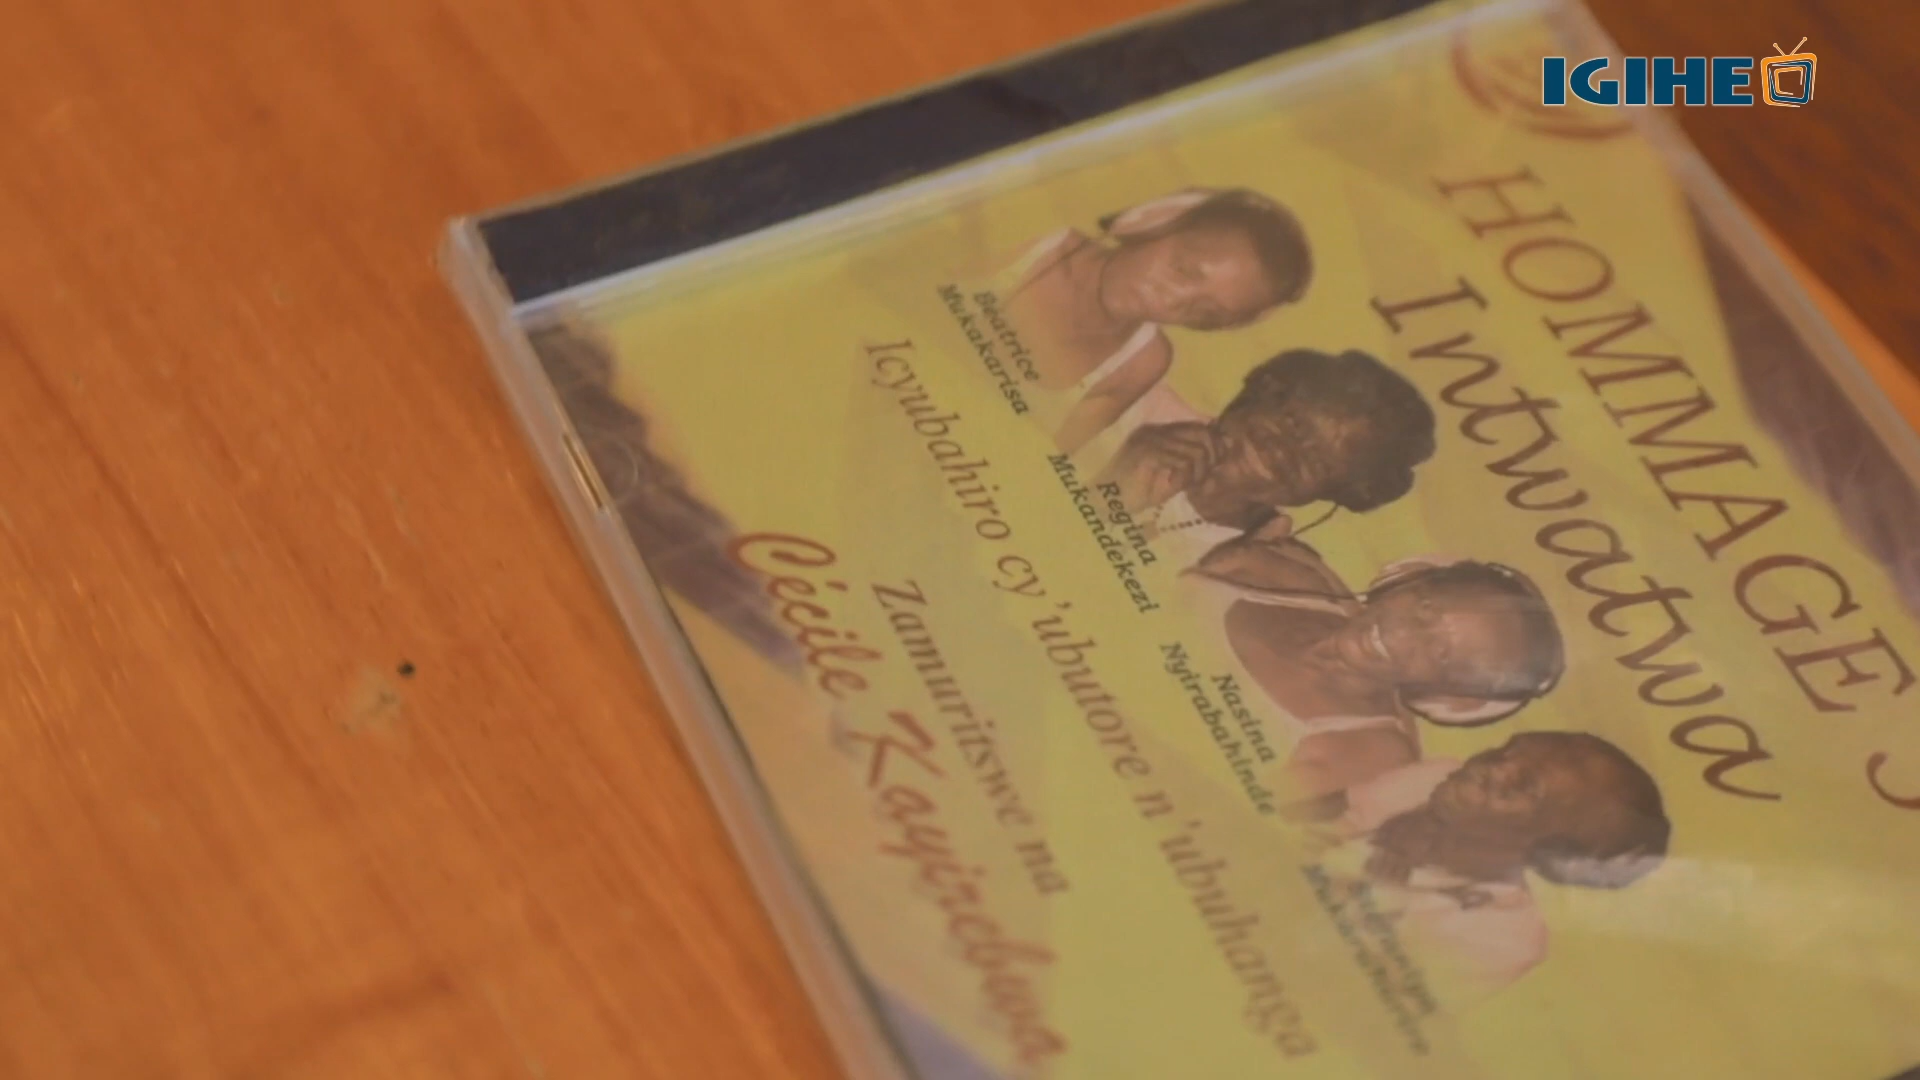 IGIHE
HOMMAGE
Intwatwa
Béatrice
Mukakarisa
Regina
Mukandekezi
Nasina
Nyirabahinde
Icyubahiro cy'ubutore n'ubuhanga
Zamuritswe na
Cécile Kayirebwa